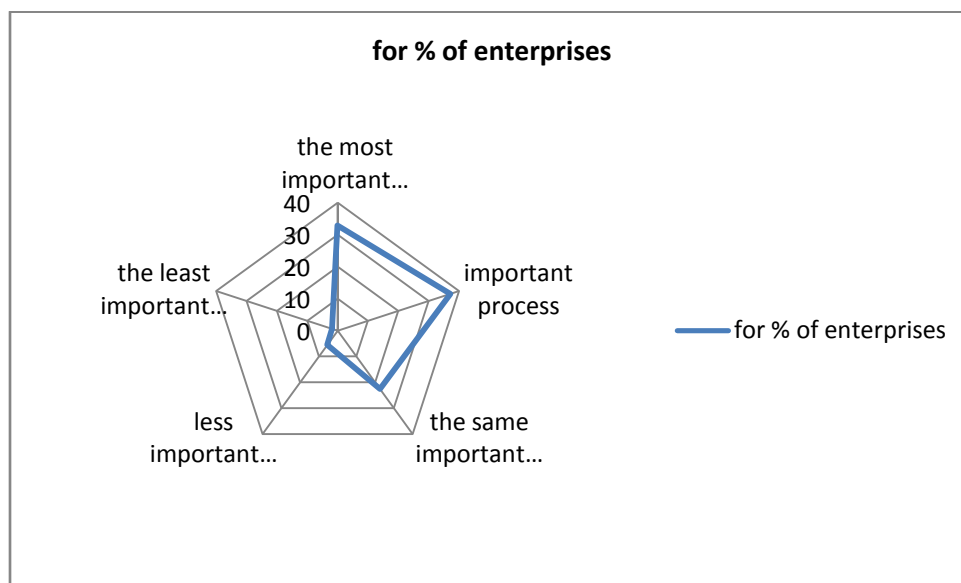 for % of enterprises
the most
important...
40
30
20
10
0
important
process
the same
important...
less
important...
the least
important...
for % of enterprises